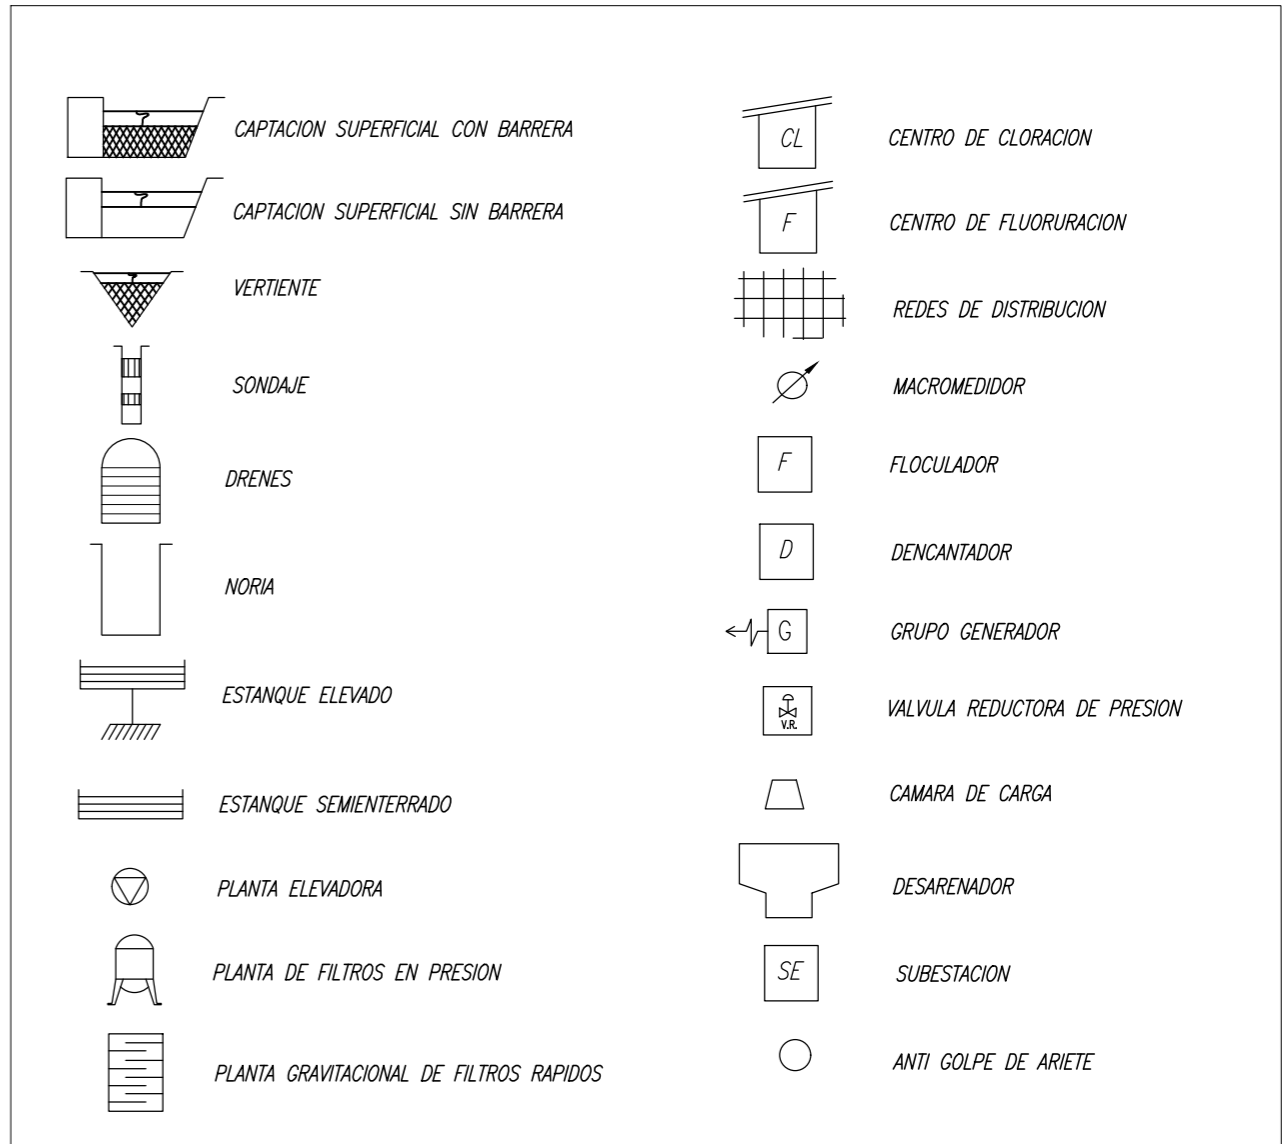 CAPTACION SUPERFICIAL CON BARRERA
CAPTACION SUPERFICIAL SIN BARRERA
VERTIENTE
SONDAJE
DRENES
NORIA
ESTANQUE ELEVADO
ESTANQUE SEMIENTERRADO
PLANTA ELEVADORA
PLANTA DE FILTROS EN PRESION
PLANTA GRAVITACIONAL DE FILTROS RAPIDOS
CL CENTRO DE CLORACION
F CENTRO DE FLUORURACION
REDES DE DISTRIBUCION
MACROMEDIDOR
F FLOCULADOR
D DENCANTADOR
G GRUPO GENERADOR
V.R. VALVULA REDUCTORA DE PRESION
CAMARA DE CARGA
DESARENADOR
SE SUBESTACION
ANTI GOLPE DE ARIETE